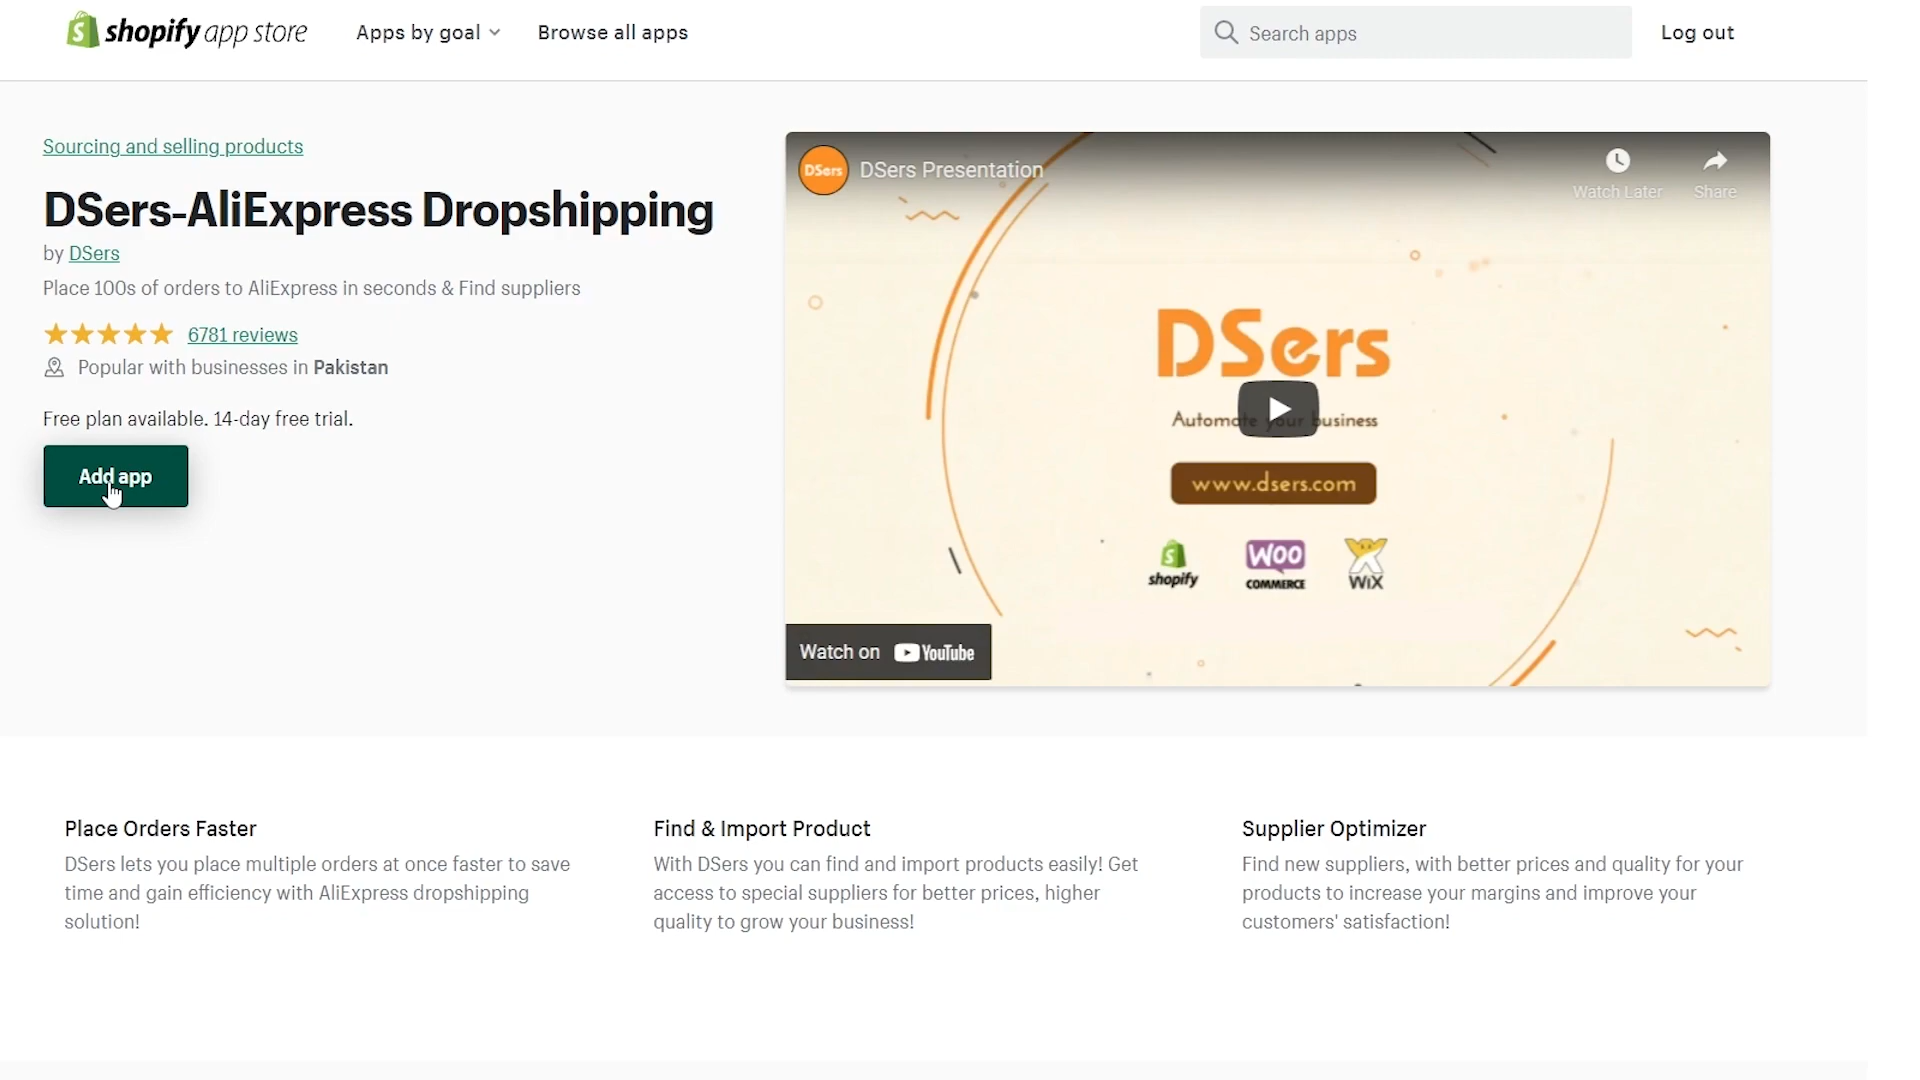 shopify app store
Apps by goal
Browse all apps
Search apps
Log out
Sourcing and selling products
DSers-AliExpress Dropshipping
by DSers
Place 100s of orders to AliExpress in seconds & Find suppliers
6781 reviews
Popular with businesses in Pakistan
Free plan available. 14-day free trial.
Add app
DSers
DSers Presentation
Watch Later
Share
DSers
Automate your business
www.dsers.com
shopify
WOO
COMMERCE
WiX
Watch on YouTube
Place Orders Faster
DSers lets you place multiple orders at once faster to save
time and gain efficiency with AliExpress dropshipping
solution!
Find & Import Product
With DSers you can find and import products easily! Get
access to special suppliers for better prices, higher
quality to grow your business!
Supplier Optimizer
Find new suppliers, with better prices and quality for your
products to increase your margins and improve your
customers' satisfaction!